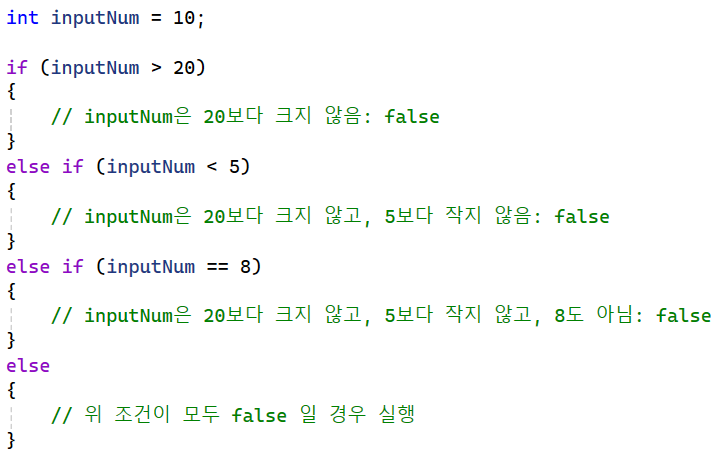 int inputNum = 10;
if (inputNum > 20)
{
// inputNum은 20보다 크지 않음: false
}
else if (inputNum < 5)
{
// inputNum은 20보다 크지 않고, 5보다 작지 않음: false
}
else if (inputNum == 8)
{
// inputNum은 20보다 크지 않고, 5보다 작지 않고, 8도 아님: false
}
else
{
// 위 조건이 모두 false 일 경우 실행
}